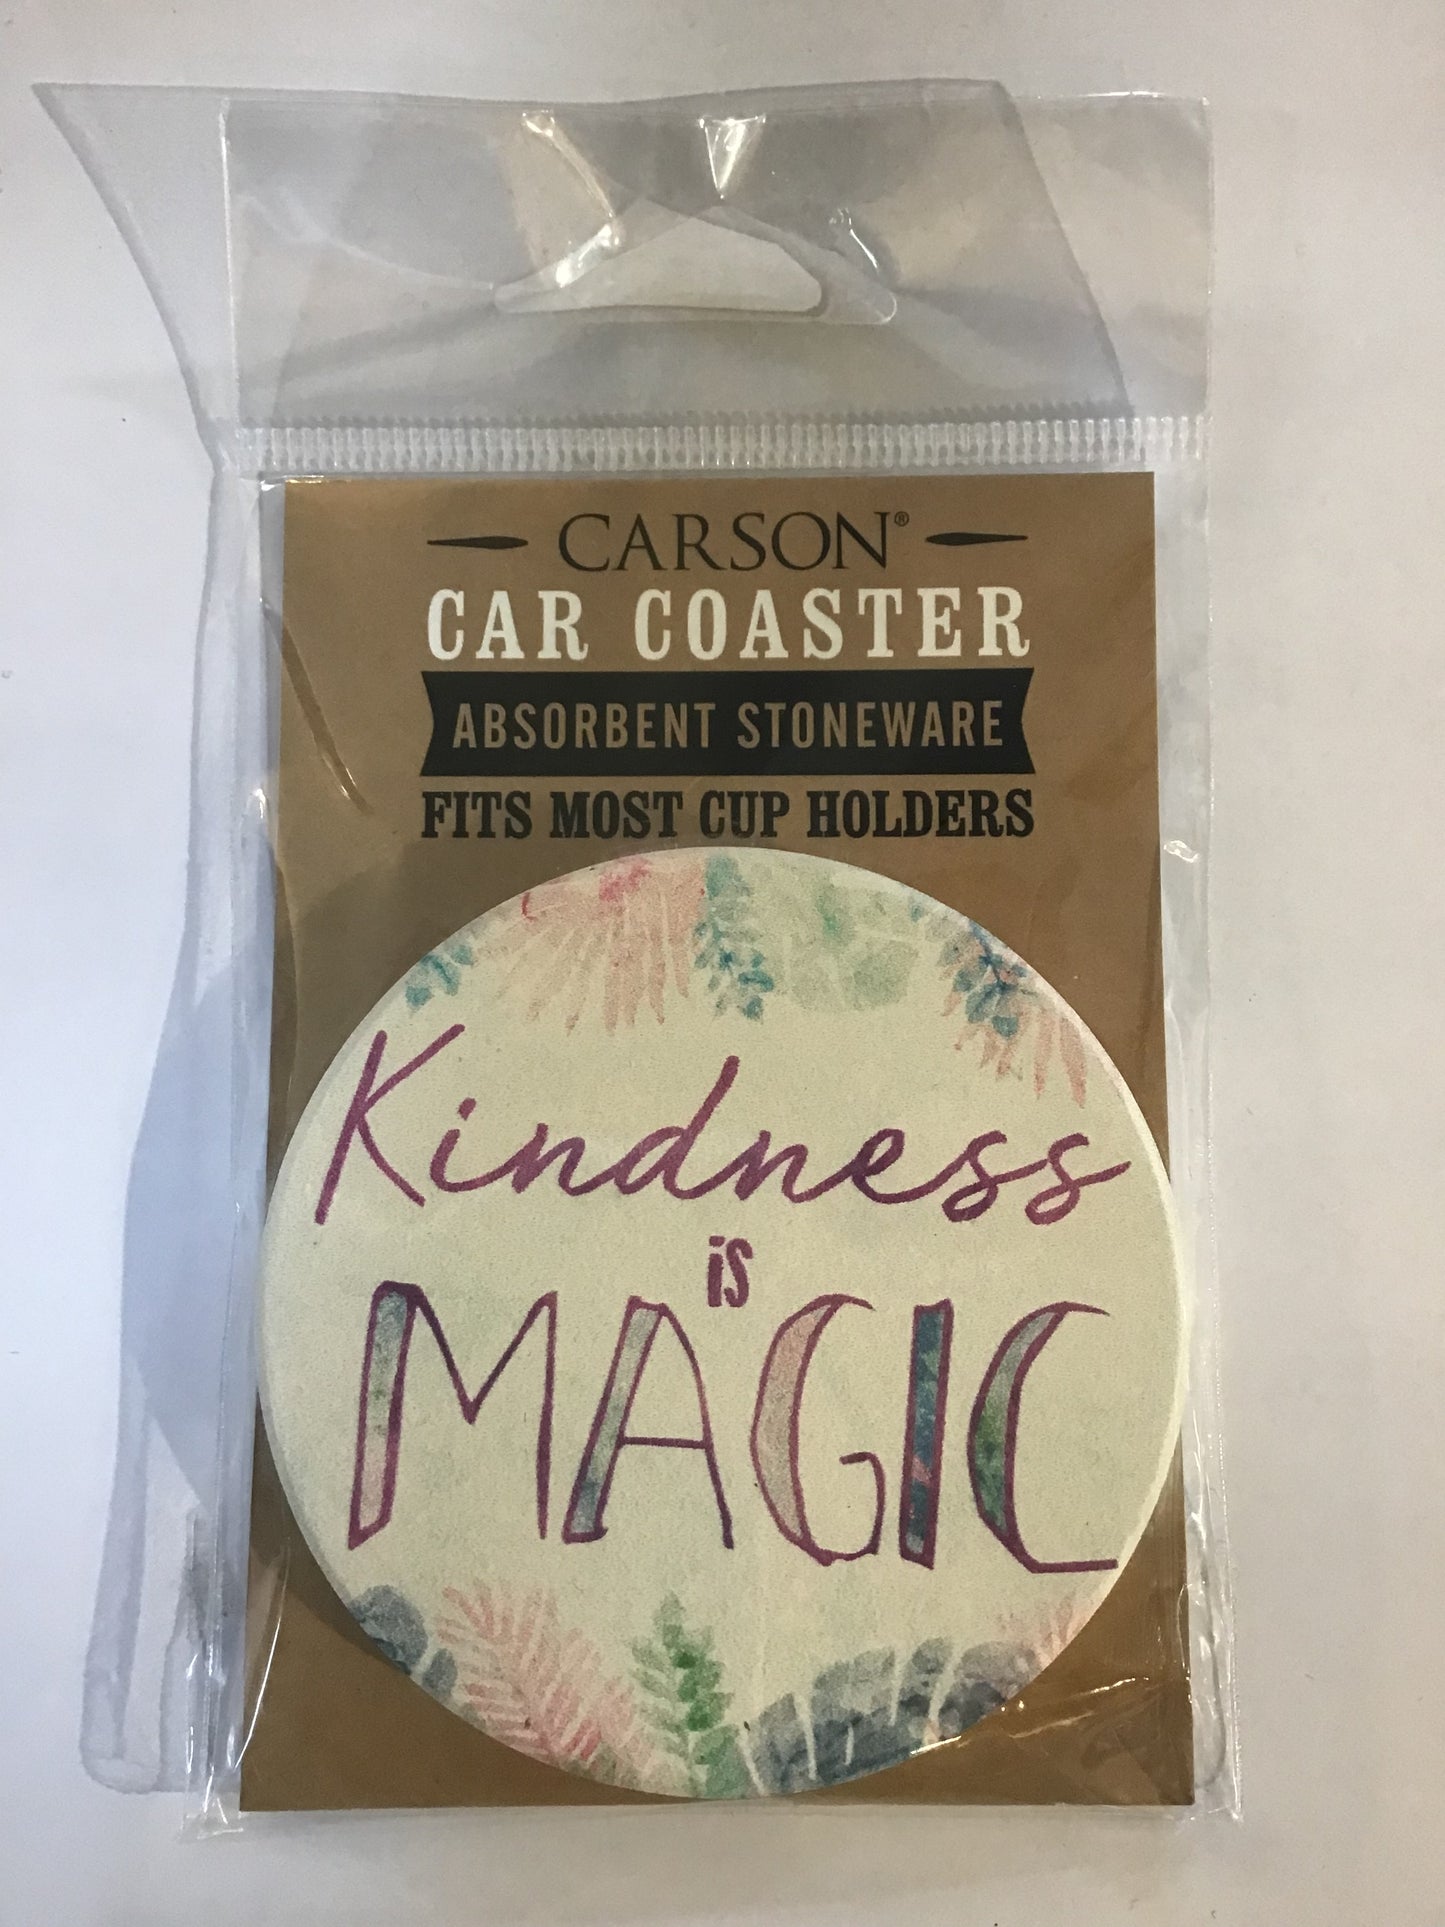 CARSON®
CAR COASTER
ABSORBENT STONEWARE
FITS MOST CUP HOLDERS
Kindness
is
MAGIC